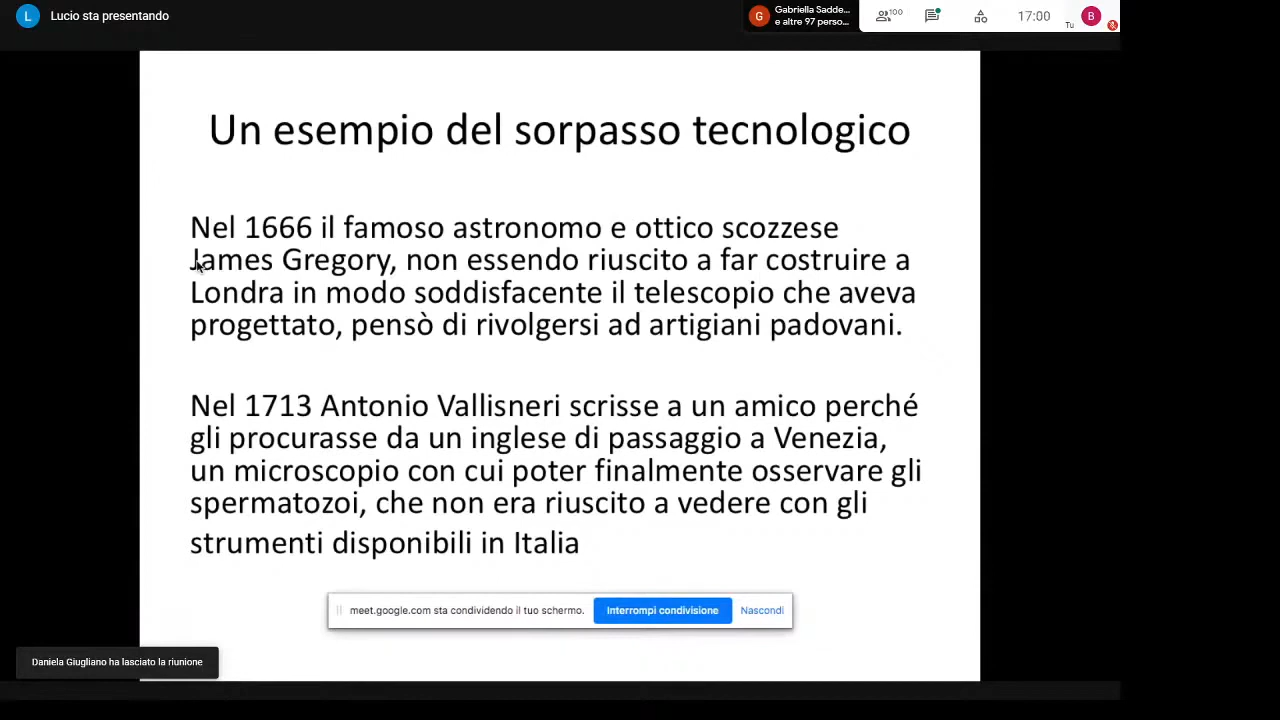 L Lucio sta presentando
G Gabriella Sadde...
e altre 97 perso...
100
17:00
Tu
B
Un esempio del sorpasso tecnologico
Nel 1666 il famoso astronomo e ottico scozzese
James Gregory, non essendo riuscito a far costruire a
Londra in modo soddisfacente il telescopio che aveva
progettato, pensò di rivolgersi ad artigiani padovani.
Nel 1713 Antonio Vallisneri scrisse a un amico perché
gli procurasse da un inglese di passaggio a Venezia,
un microscopio con cui poter finalmente osservare gli
spermatozoi, che non era riuscito a vedere con gli
strumenti disponibili in Italia
meet.google.com sta condividendo il tuo schermo. Interrompi condivisione Nascondi
Daniela Giugliano ha lasciato la riunione